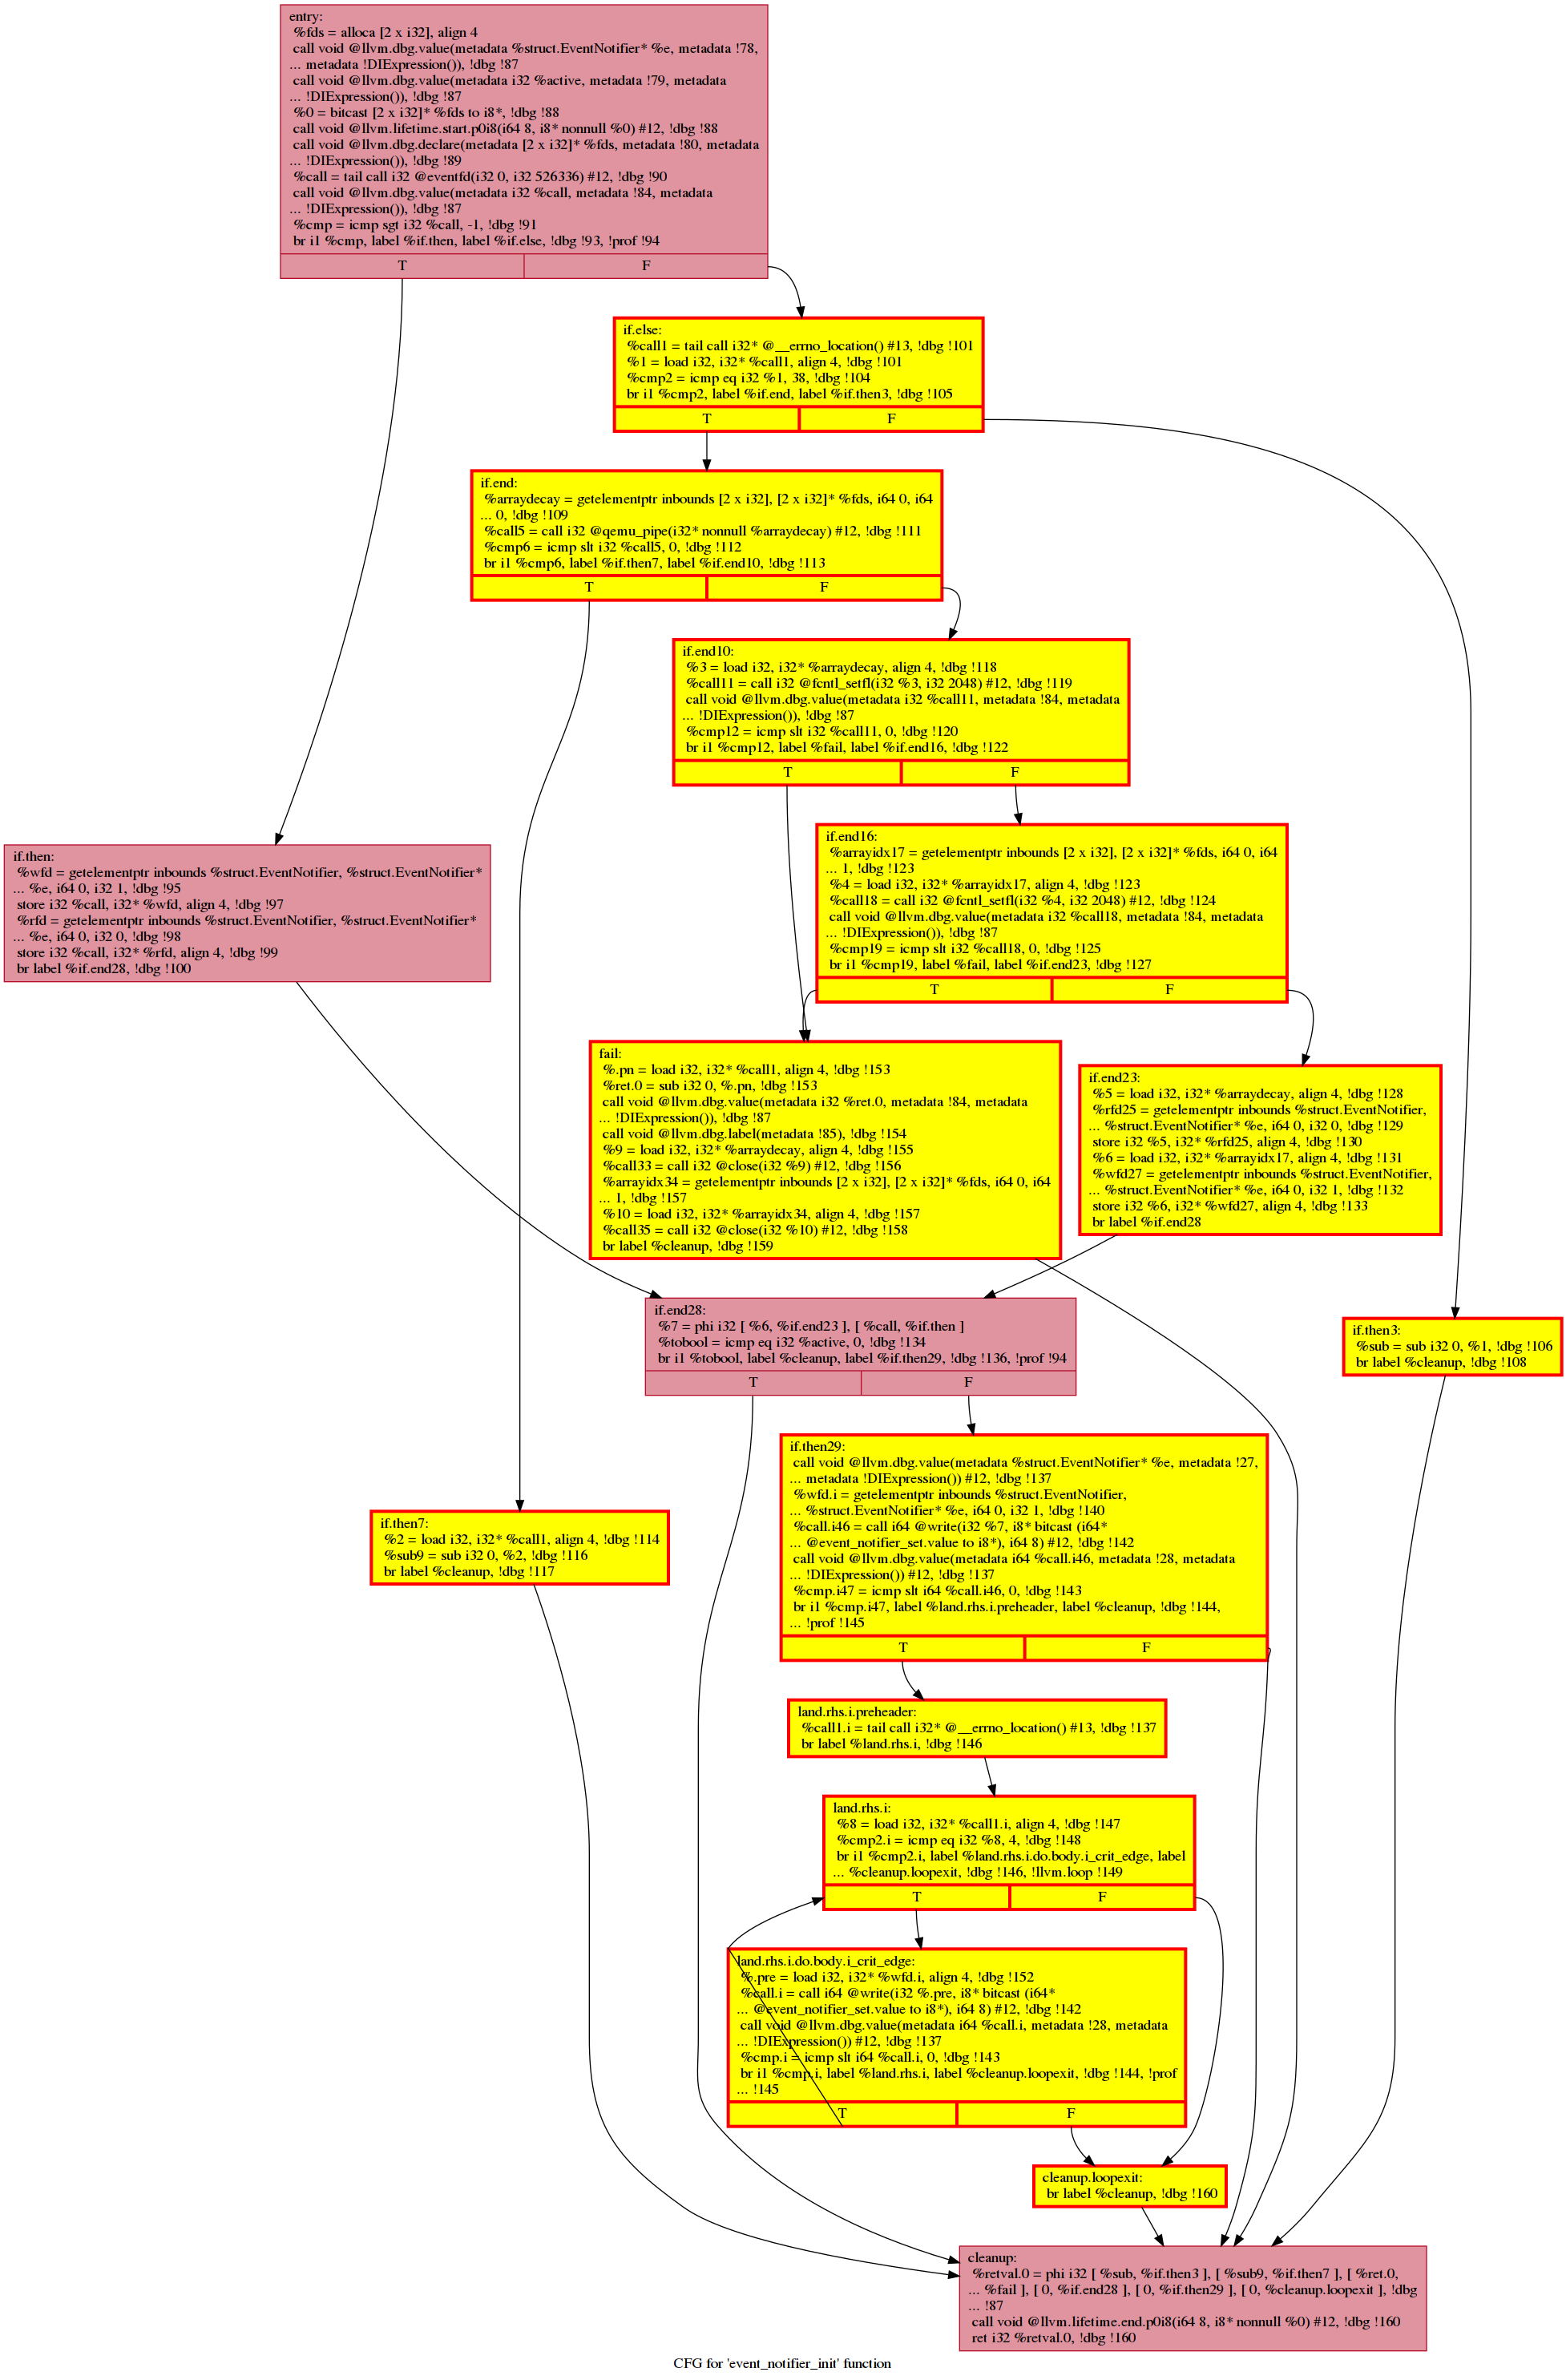 entry:
%fds = alloca [2 x i32], align 4
call void @llvm.dbg.value(metadata %struct.EventNotifier* %e, metadata !78,
... metadata !DIExpression()), !dbg !87
call void @llvm.dbg.value(metadata i32 %active, metadata !79, metadata
... !DIExpression()), !dbg !87
%0 = bitcast [2 x i32]* %fds to i8*, !dbg !88
call void @llvm.lifetime.start.p0i8(i64 8, i8* nonnull %0) #12, !dbg !88
call void @llvm.dbg.declare(metadata [2 x i32]* %fds, metadata !80, metadata
... !DIExpression()), !dbg !89
%call = tail call i32 @eventfd(i32 0, i32 526336) #12, !dbg !90
call void @llvm.dbg.value(metadata i32 %call, metadata !84, metadata
... !DIExpression()), !dbg !87
%cmp = icmp sgt i32 %call, -1, !dbg !91
br i1 %cmp, label %if.then, label %if.else, !dbg !93, !prof !94
T F
if.else:
%call1 = tail call i32* @__errno_location() #13, !dbg !101
%1 = load i32, i32* %call1, align 4, !dbg !101
%cmp2 = icmp eq i32 %1, 38, !dbg !104
br i1 %cmp2, label %if.end, label %if.then3, !dbg !105
T F
if.end:
%arraydecay = getelementptr inbounds [2 x i32], [2 x i32]* %fds, i64 0, i64
... 0, !dbg !109
%call5 = call i32 @qemu_pipe(i32* nonnull %arraydecay) #12, !dbg !111
%cmp6 = icmp slt i32 %call5, 0, !dbg !112
br i1 %cmp6, label %if.then7, label %if.end10, !dbg !113
T F
if.end10:
%3 = load i32, i32* %arraydecay, align 4, !dbg !118
%call11 = call i32 @fcntl_setfl(i32 %3, i32 2048) #12, !dbg !119
call void @llvm.dbg.value(metadata i32 %call11, metadata !84, metadata
... !DIExpression()), !dbg !87
%cmp12 = icmp slt i32 %call11, 0, !dbg !120
br i1 %cmp12, label %fail, label %if.end16, !dbg !122
T F
if.end16:
%arrayidx17 = getelementptr inbounds [2 x i32], [2 x i32]* %fds, i64 0, i64
... 1, !dbg !123
%4 = load i32, i32* %arrayidx17, align 4, !dbg !123
%call18 = call i32 @fcntl_setfl(i32 %4, i32 2048) #12, !dbg !124
call void @llvm.dbg.value(metadata i32 %call18, metadata !84, metadata
... !DIExpression()), !dbg !87
%cmp19 = icmp slt i32 %call18, 0, !dbg !125
br i1 %cmp19, label %fail, label %if.end23, !dbg !127
T F
if.then:
%wfd = getelementptr inbounds %struct.EventNotifier, %struct.EventNotifier*
... %e, i64 0, i32 1, !dbg !95
store i32 %call, i32* %wfd, align 4, !dbg !97
%rfd = getelementptr inbounds %struct.EventNotifier, %struct.EventNotifier*
... %e, i64 0, i32 0, !dbg !98
store i32 %call, i32* %rfd, align 4, !dbg !99
br label %if.end28, !dbg !100
fail:
%.pn = load i32, i32* %call1, align 4, !dbg !153
%ret.0 = sub i32 0, %.pn, !dbg !153
call void @llvm.dbg.value(metadata i32 %ret.0, metadata !84, metadata
... !DIExpression()), !dbg !87
call void @llvm.dbg.label(metadata !85), !dbg !154
%9 = load i32, i32* %arraydecay, align 4, !dbg !155
%call33 = call i32 @close(i32 %9) #12, !dbg !156
%arrayidx34 = getelementptr inbounds [2 x i32], [2 x i32]* %fds, i64 0, i64
... 1, !dbg !157
%10 = load i32, i32* %arrayidx34, align 4, !dbg !157
%call35 = call i32 @close(i32 %10) #12, !dbg !158
br label %cleanup, !dbg !159
if.end23:
%5 = load i32, i32* %arraydecay, align 4, !dbg !128
%rfd25 = getelementptr inbounds %struct.EventNotifier,
... %struct.EventNotifier* %e, i64 0, i32 0, !dbg !129
store i32 %5, i32* %rfd25, align 4, !dbg !130
%6 = load i32, i32* %arrayidx17, align 4, !dbg !131
%wfd27 = getelementptr inbounds %struct.EventNotifier,
... %struct.EventNotifier* %e, i64 0, i32 1, !dbg !132
store i32 %6, i32* %wfd27, align 4, !dbg !133
br label %if.end28
if.end28:
%7 = phi i32 [ %6, %if.end23 ], [ %call, %if.then ]
%tobool = icmp eq i32 %active, 0, !dbg !134
br i1 %tobool, label %cleanup, label %if.then29, !dbg !136, !prof !94
T F
if.then3:
%sub = sub i32 0, %1, !dbg !106
br label %cleanup, !dbg !108
if.then29:
call void @llvm.dbg.value(metadata %struct.EventNotifier* %e, metadata !27,
... metadata !DIExpression()) #12, !dbg !137
%wfd.i = getelementptr inbounds %struct.EventNotifier,
... %struct.EventNotifier* %e, i64 0, i32 1, !dbg !140
%call.i46 = call i64 @write(i32 %7, i8* bitcast (i64*
... @event_notifier_set.value to i8*), i64 8) #12, !dbg !142
call void @llvm.dbg.value(metadata i64 %call.i46, metadata !28, metadata
... !DIExpression()) #12, !dbg !137
%cmp.i47 = icmp slt i64 %call.i46, 0, !dbg !143
br i1 %cmp.i47, label %land.rhs.i.preheader, label %cleanup, !dbg !144,
... !prof !145
T F
if.then7:
%2 = load i32, i32* %call1, align 4, !dbg !114
%sub9 = sub i32 0, %2, !dbg !116
br label %cleanup, !dbg !117
land.rhs.i.preheader:
%call1.i = tail call i32* @__errno_location() #13, !dbg !137
br label %land.rhs.i, !dbg !146
land.rhs.i:
%8 = load i32, i32* %call1.i, align 4, !dbg !147
%cmp2.i = icmp eq i32 %8, 4, !dbg !148
br i1 %cmp2.i, label %land.rhs.i.do.body.i_crit_edge, label
... %cleanup.loopexit, !dbg !146, !llvm.loop !149
T F
land.rhs.i.do.body.i_crit_edge:
%.pre = load i32, i32* %wfd.i, align 4, !dbg !152
%call.i = call i64 @write(i32 %.pre, i8* bitcast (i64*
... @event_notifier_set.value to i8*), i64 8) #12, !dbg !142
call void @llvm.dbg.value(metadata i64 %call.i, metadata !28, metadata
... !DIExpression()) #12, !dbg !137
%cmp.i = icmp slt i64 %call.i, 0, !dbg !143
br i1 %cmp.i, label %land.rhs.i, label %cleanup.loopexit, !dbg !144, !prof
... !145
T F
cleanup.loopexit:
br label %cleanup, !dbg !160
cleanup:
%retval.0 = phi i32 [ %sub, %if.then3 ], [ %sub9, %if.then7 ], [ %ret.0,
... %fail ], [ 0, %if.end28 ], [ 0, %if.then29 ], [ 0, %cleanup.loopexit ], !dbg
... !87
call void @llvm.lifetime.end.p0i8(i64 8, i8* nonnull %0) #12, !dbg !160
ret i32 %retval.0, !dbg !160
CFG for 'event_notifier_init' function